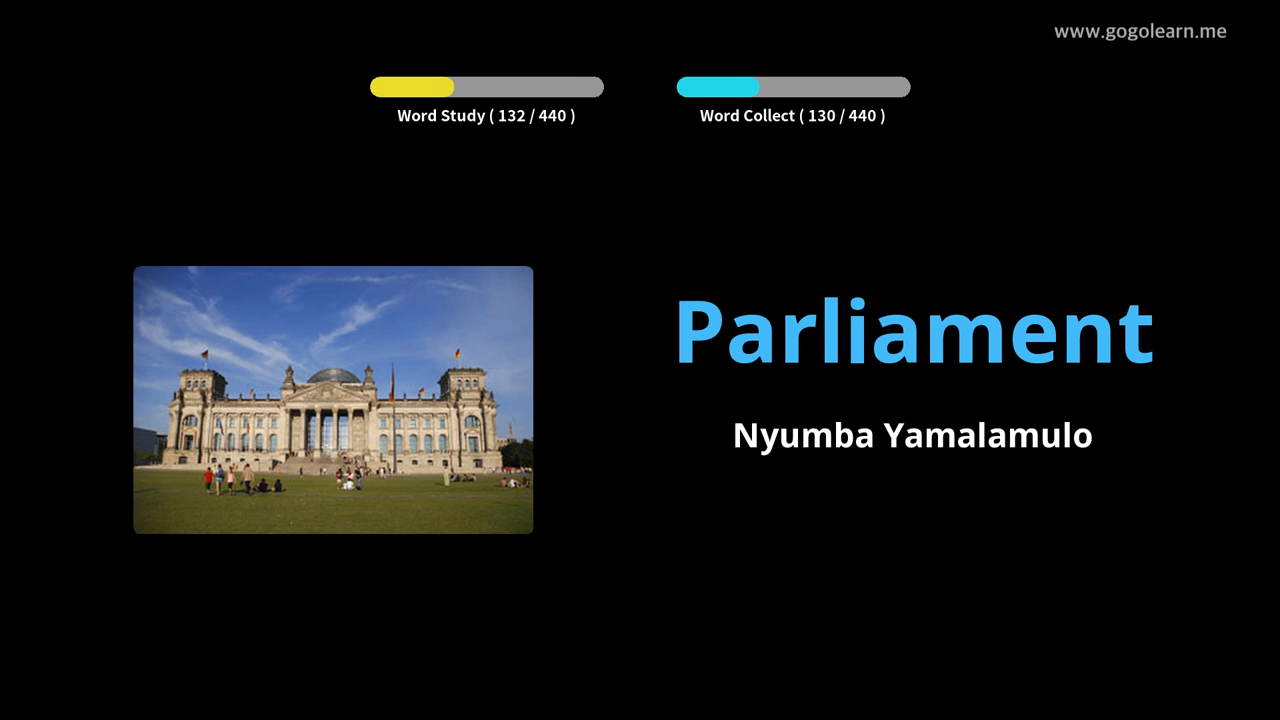 www.gogolearn.me
Word Study ( 132 / 440 )
Word Collect ( 130 / 440 )
Parliament
Nyumba Yamalamulo